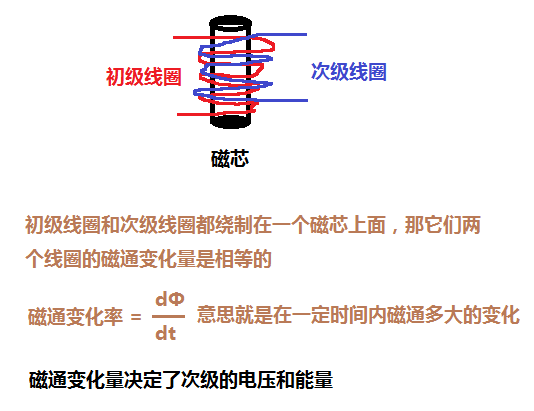 初级线圈
次级线圈
磁芯
初级线圈和次级线圈都绕制在一个磁芯上面，那它们两
个线圈的磁通变化量是相等的
磁通变化率 = dΦ/dt 意思就是在一定时间内磁通多大的变化
磁通变化量决定了次级的电压和能量